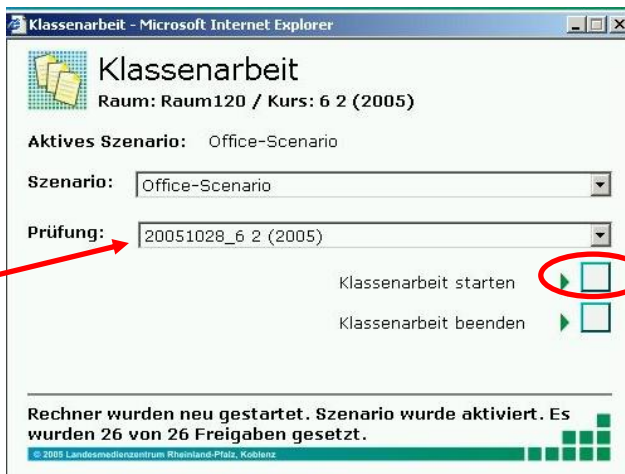 Klassenarbeit - Microsoft Internet Explorer
Klassenarbeit
Raum: Raum120 / Kurs: 6 2 (2005)
Aktives Szenario: Office-Scenario
Szenario: Office-Scenario
Prüfung: 20051028_6 2 (2005)
Klassenarbeit starten
Klassenarbeit beenden
Rechner wurden neu gestartet. Szenario wurde aktiviert. Es
wurden 26 von 26 Freigaben gesetzt.
© 2005 Landesmedienzentrum Rheinland-Pfalz, Koblenz